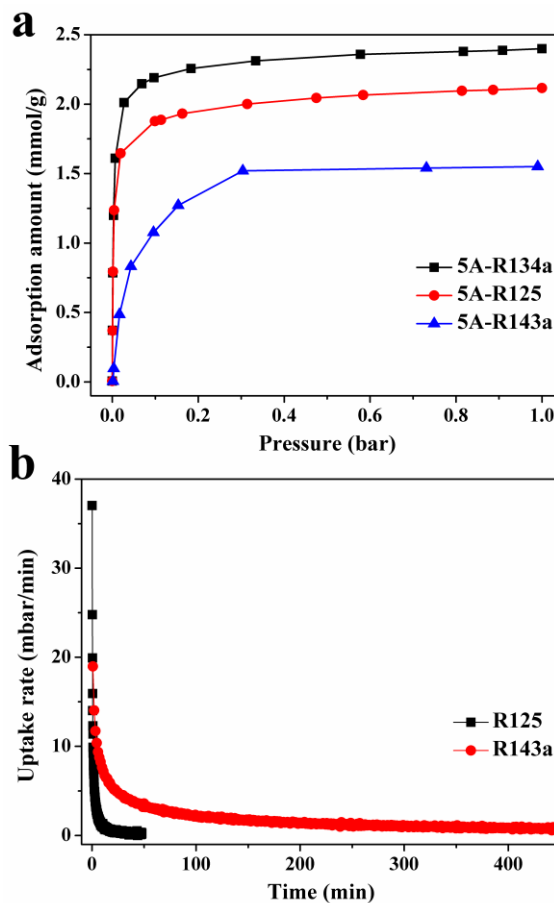 a
2.5
2.0
1.5
1.0
0.5
0.0
Adsorption amount (mmol/g)
5A-R134a
5A-R125
5A-R143a
0.0 0.2 0.4 0.6 0.8 1.0
Pressure (bar)
b
40
30
20
10
0
Uptake rate (mbar/min)
R125
R143a
0 100 200 300 400
Time (min)